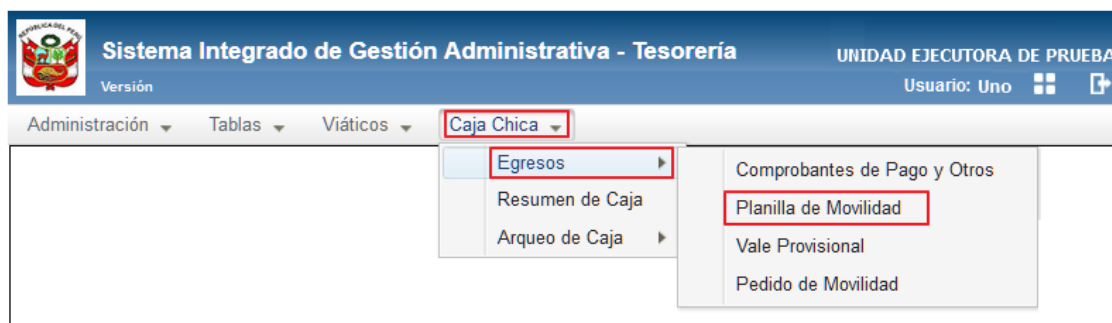 REPÚBLICA DEL PERÚ
Sistema Integrado de Gestión Administrativa - Tesorería
UNIDAD EJECUTORA DE PRUEBA
Versión
Usuario: Uno
Administración
Tablas
Viáticos
Caja Chica
Egresos
Resumen de Caja
Arqueo de Caja
Comprobantes de Pago y Otros
Planilla de Movilidad
Vale Provisional
Pedido de Movilidad